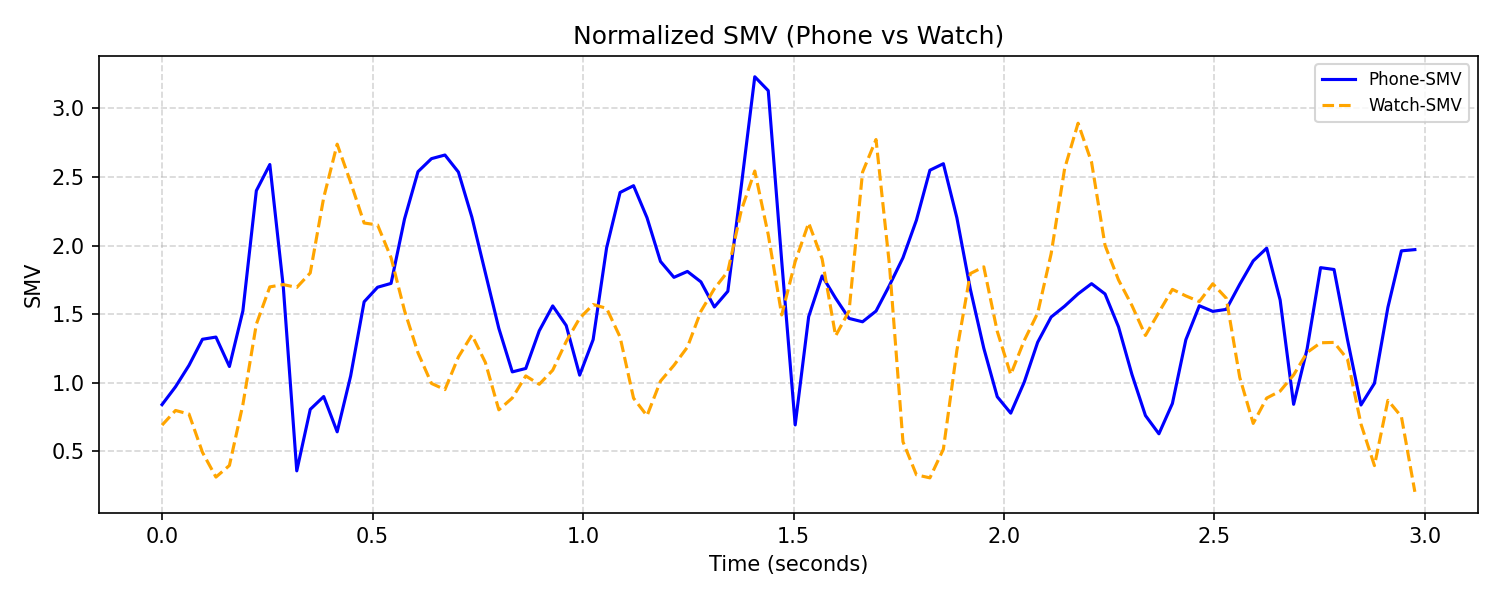 Normalized SMV (Phone vs Watch)
Phone-SMV
Watch-SMV
3.0
2.5
2.0
1.5
1.0
0.5
SMV
0.0 0.5 1.0 1.5 2.0 2.5 3.0
Time (seconds)